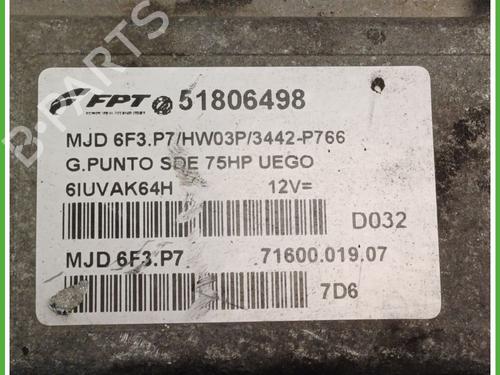 FPT 51806498
MJD 6F3.P7/HW03P/3442-P766
G.PUNTO SDE 75HP UEGO
6IUVAK64H 12V=
D032
MJD 6F3.P7 71600.019.07
7D6
B-PARTS